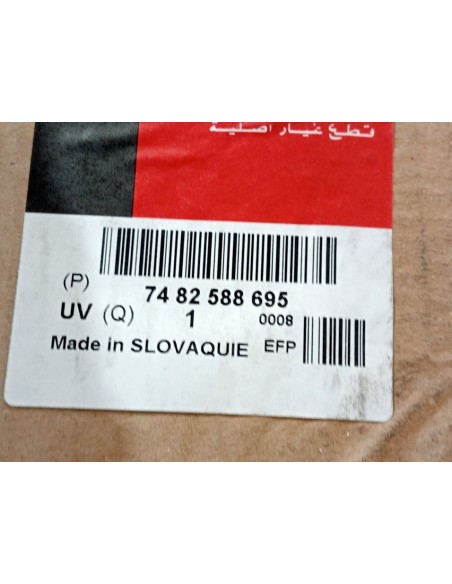 قطع غيار أصلية
(P) 74 82 588 695
UV (Q) 1 0008
Made in SLOVAQUIE EFP